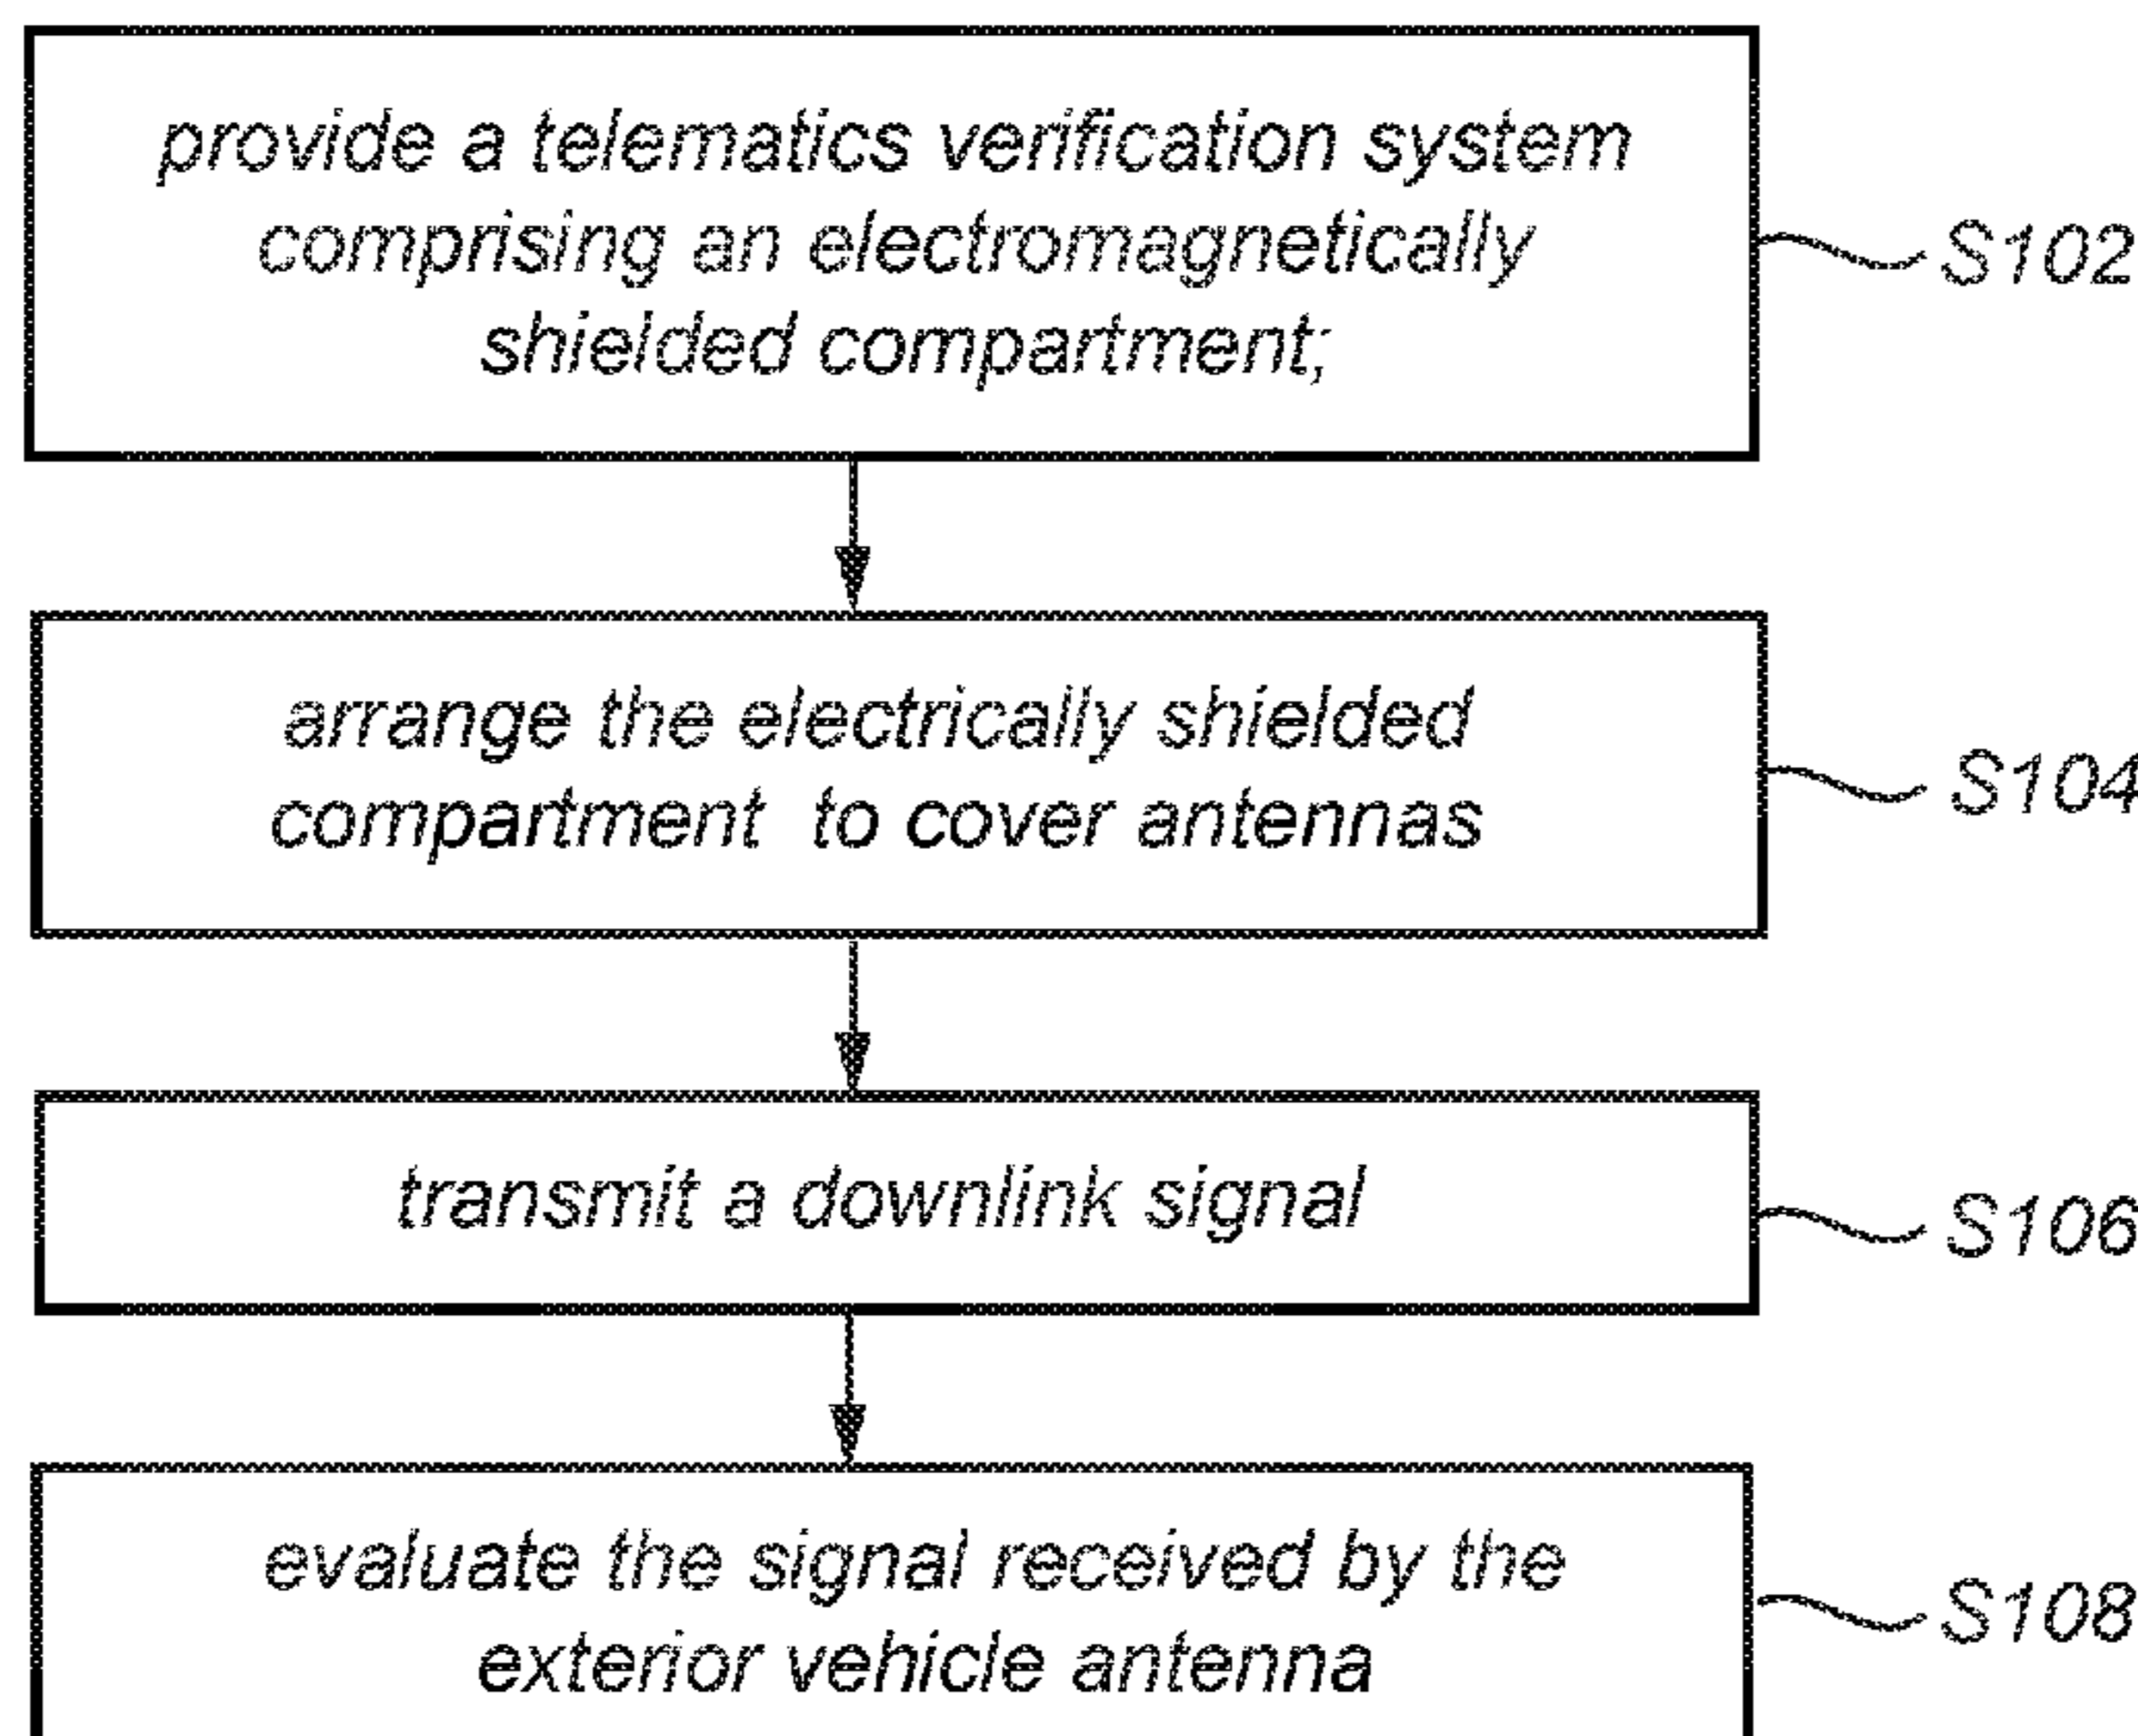 provide a telematics verification system
comprising an electromagnetically
shielded compartment;
S102
arrange the electrically shielded
compartment to cover antennas
S104
transmit a downlink signal
S106
evaluate the signal received by the
exterior vehicle antenna
S108